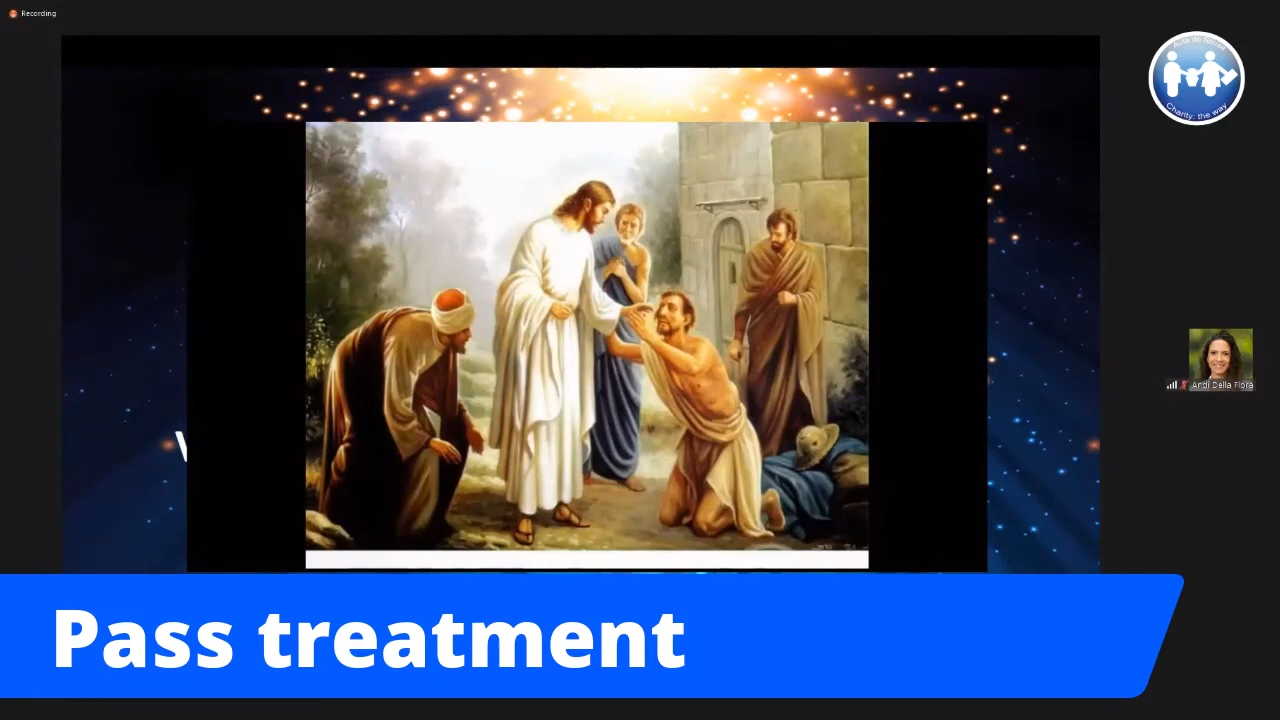 Recording
Charity: the way
Andi Della Flora
Pass treatment